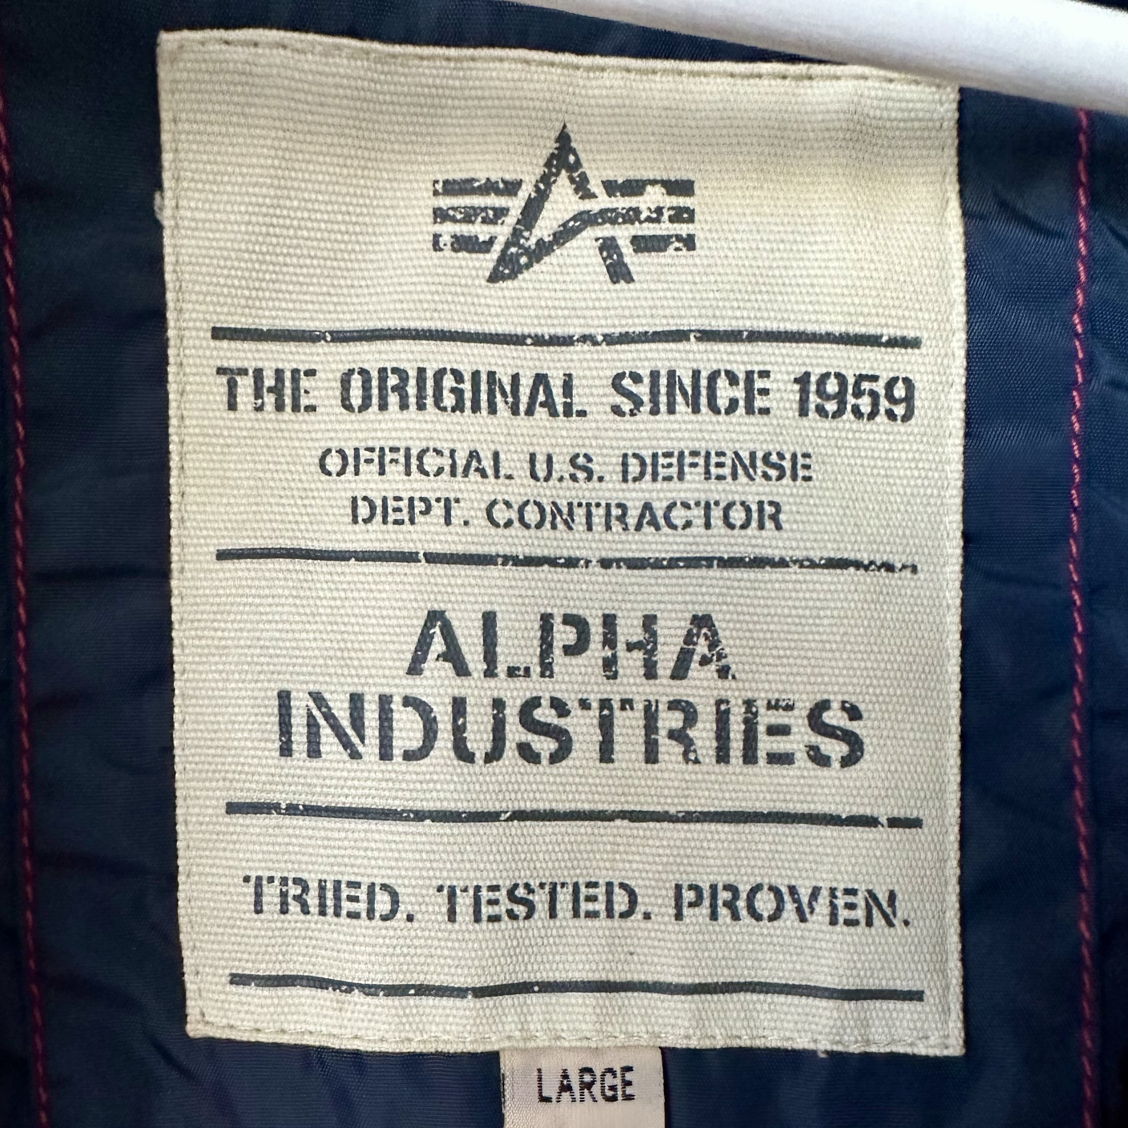 THE ORIGINAL SINCE 1959
OFFICIAL U.S. DEFENSE
DEPT. CONTRACTOR
ALPHA
INDUSTRIES
TRIED. TESTED. PROVEN.
LARGE